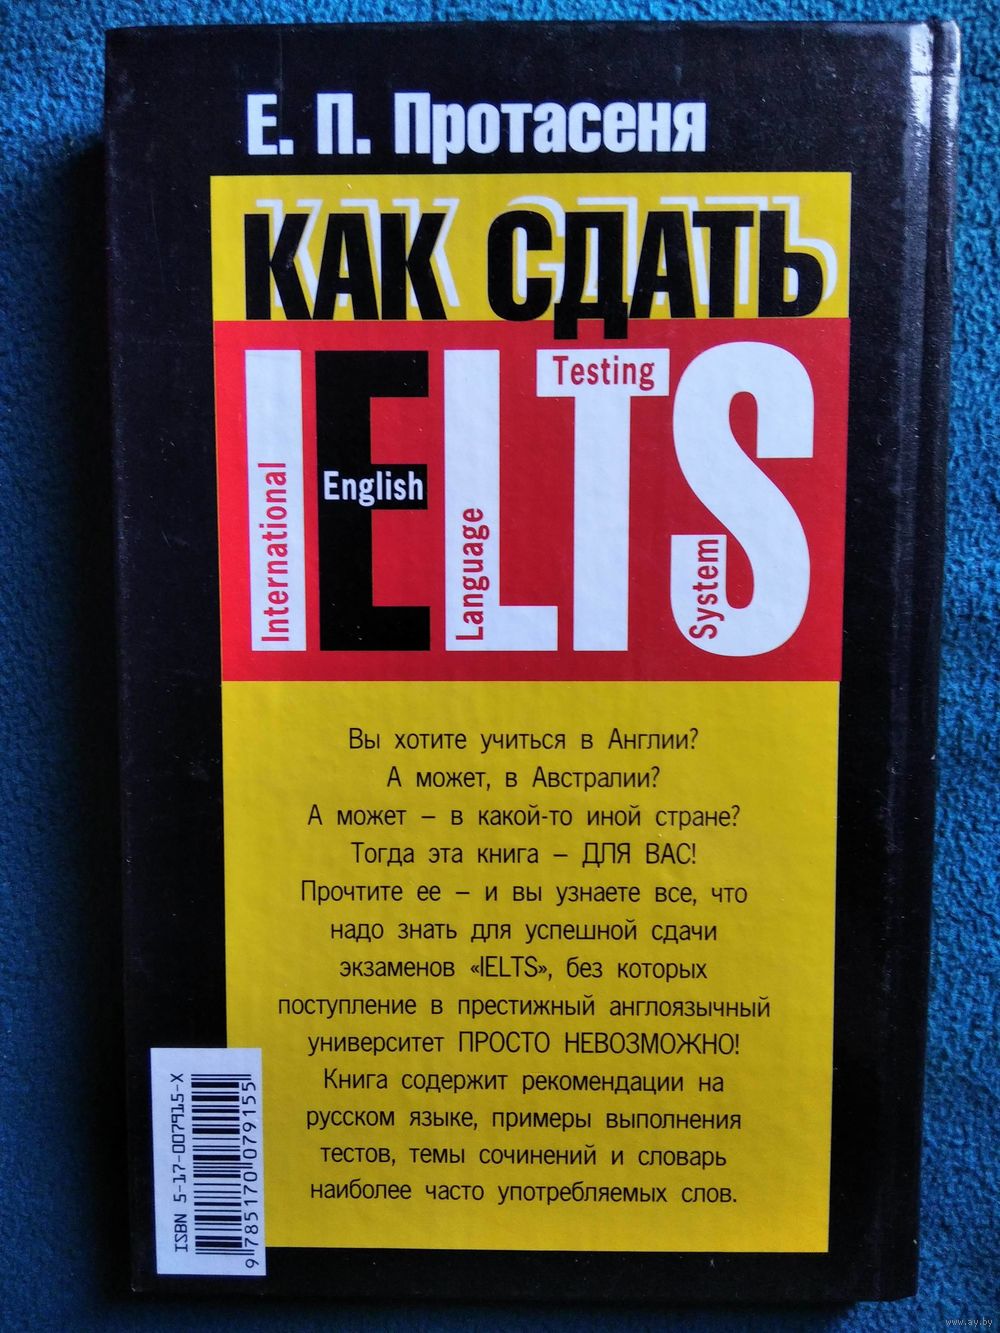 Е. П. Протасеня
КАК СДАТЬ
IELTS
International
English
Language
Testing
System
Вы хотите учиться в Англии?
А может, в Австралии?
А может – в какой-то иной стране?
Тогда эта книга – ДЛЯ ВАС!
Прочтите ее – и вы узнаете все, что
надо знать для успешной сдачи
экзаменов «IELTS», без которых
поступление в престижный англоязычный
университет ПРОСТО НЕВОЗМОЖНО!
Книга содержит рекомендации на
русском языке, примеры выполнения
тестов, темы сочинений и словарь
наиболее часто употребляемых слов.
ISBN 5-17-007915-X
9 785170 079155
www.ay.by